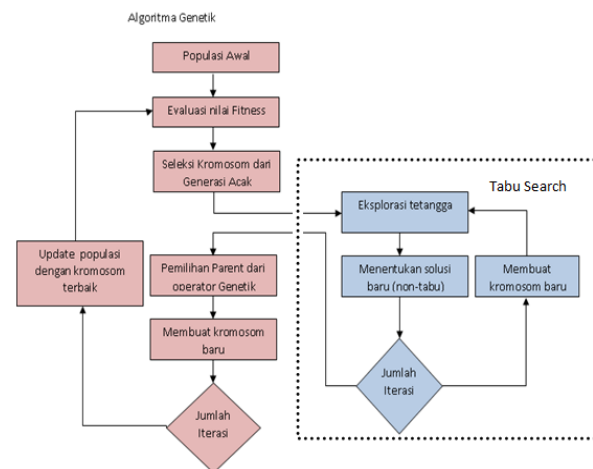 Algoritma Genetik
Populasi Awal
Evaluasi nilai Fitness
Seleksi Kromosom dari
Generasi Acak
Tabu Search
Eksplorasi tetangga
Update populasi
dengan kromosom
terbaik
Pemilihan Parent dari
operator Genetik
Menentukan solusi
baru (non-tabu)
Membuat
kromosom baru
Membuat kromosom
baru
Jumlah
Iterasi
Jumlah
Iterasi